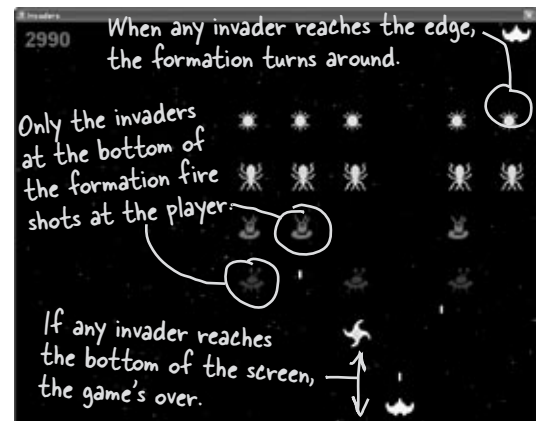 Invaders
2990
When any invader reaches the edge,
the formation turns around.
Only the invaders
at the bottom of
the formation fire
shots at the player.
If any invader reaches
the bottom of the screen,
the game's over.